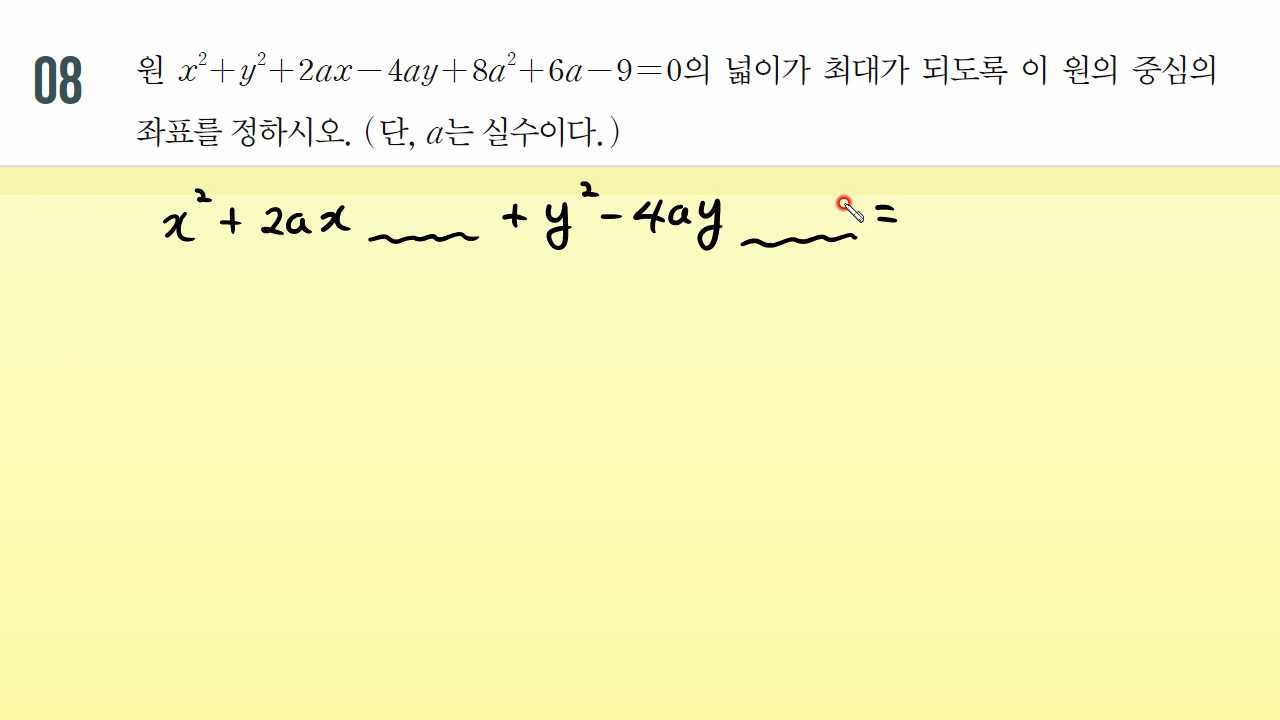 08
원 x²+y²+2ax-4ay+8a²+6a-9=0의 넓이가 최대가 되도록 이 원의 중심의
좌표를 정하시오. (단, a는 실수이다.)
x²+2ax + y²-4ay =